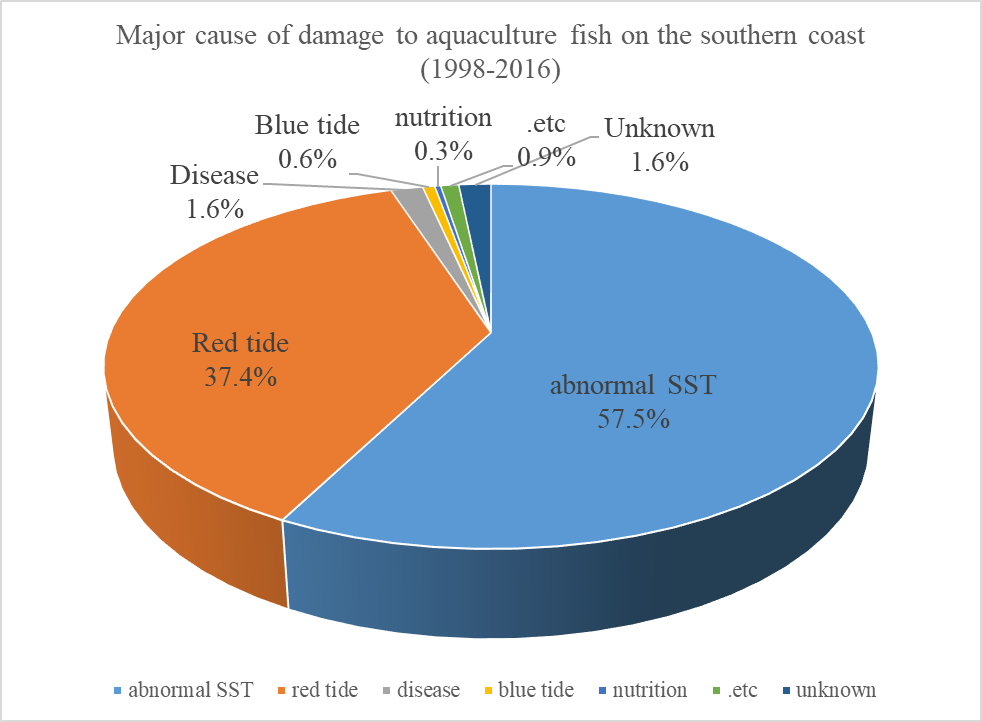 Major cause of damage to aquaculture fish on the southern coast
(1998-2016)
Blue tide
0.6%
nutrition
0.3%
.etc
0.9%
Unknown
1.6%
Disease
1.6%
Red tide
37.4%
abnormal SST
57.5%
abnormal SST red tide disease blue tide nutrition .etc unknown